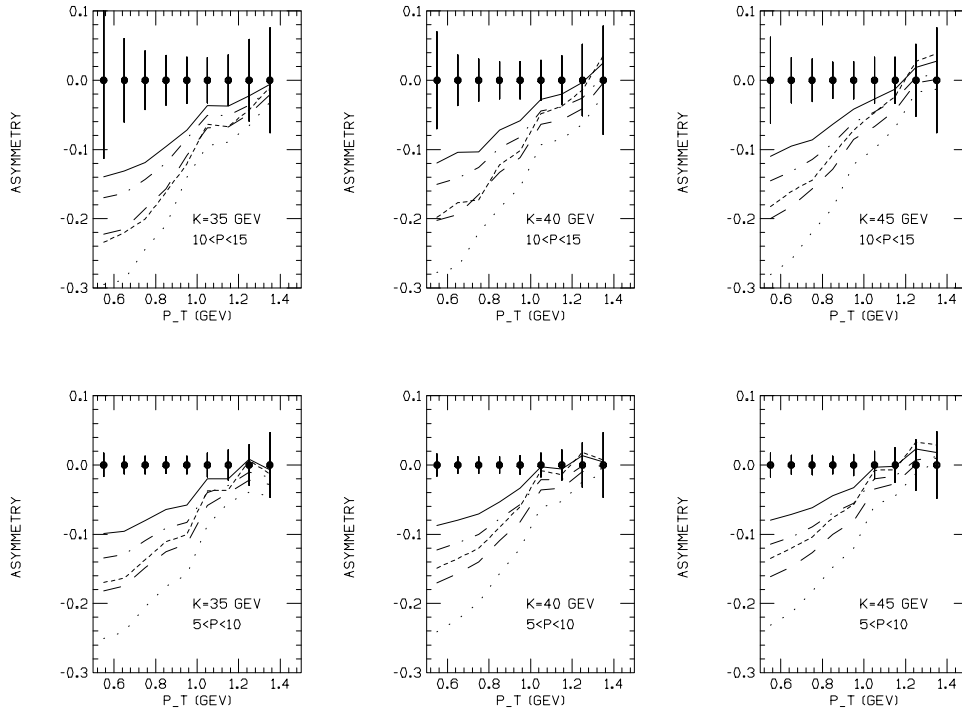 0.1 0.1 0.1
0.0 0.0 0.0
-0.1 -0.1 -0.1
-0.2 -0.2 -0.2
-0.3 -0.3 -0.3
ASYMMETRY ASYMMETRY ASYMMETRY
K=35 GEV K=40 GEV K=45 GEV
10<P<15 10<P<15 10<P<15
0.6 0.8 1.0 1.2 1.4 0.6 0.8 1.0 1.2 1.4 0.6 0.8 1.0 1.2 1.4
P_T (GEV) P_T (GEV) P_T (GEV)
0.1 0.1 0.1
0.0 0.0 0.0
-0.1 -0.1 -0.1
-0.2 -0.2 -0.2
-0.3 -0.3 -0.3
ASYMMETRY ASYMMETRY ASYMMETRY
K=35 GEV K=40 GEV K=45 GEV
5<P<10 5<P<10 5<P<10
0.6 0.8 1.0 1.2 1.4 0.6 0.8 1.0 1.2 1.4 0.6 0.8 1.0 1.2 1.4
P_T (GEV) P_T (GEV) P_T (GEV)